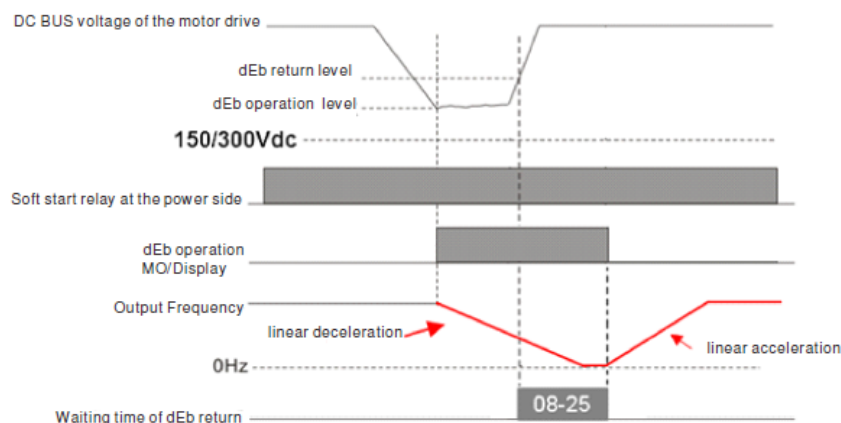 DC BUS voltage of the motor drive
dEb return level
dEb operation level
150/300Vdc
Soft start relay at the power side
dEb operation
MO/Display
Output Frequency
linear deceleration
linear acceleration
0Hz
08-25
Waiting time of dEb return